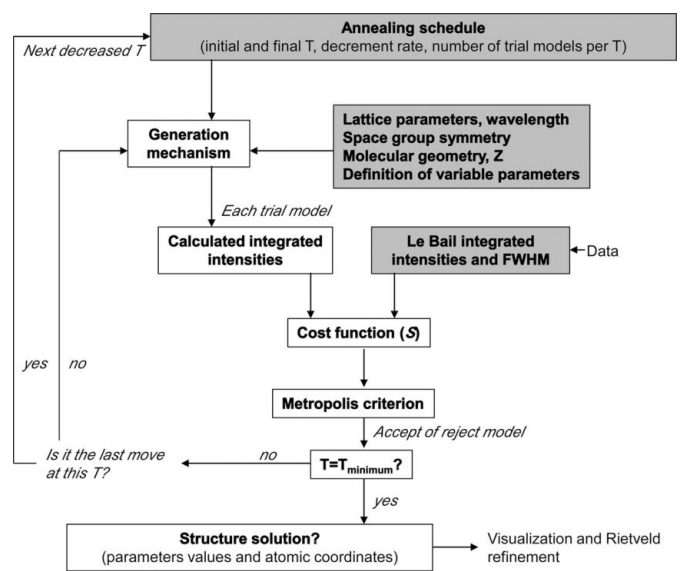 Annealing schedule
(initial and final T, decrement rate, number of trial models per T)
Next decreased T
Generation
mechanism
Lattice parameters, wavelength
Space group symmetry
Molecular geometry, Z
Definition of variable parameters
Each trial model
Calculated integrated
intensities
Le Bail integrated
intensities and FWHM
Data
Cost function (S)
yes
no
Metropolis criterion
Accept of reject model
Is it the last move
at this T?
no
T=Tminimum?
yes
Structure solution?
(parameters values and atomic coordinates)
Visualization and Rietveld
refinement